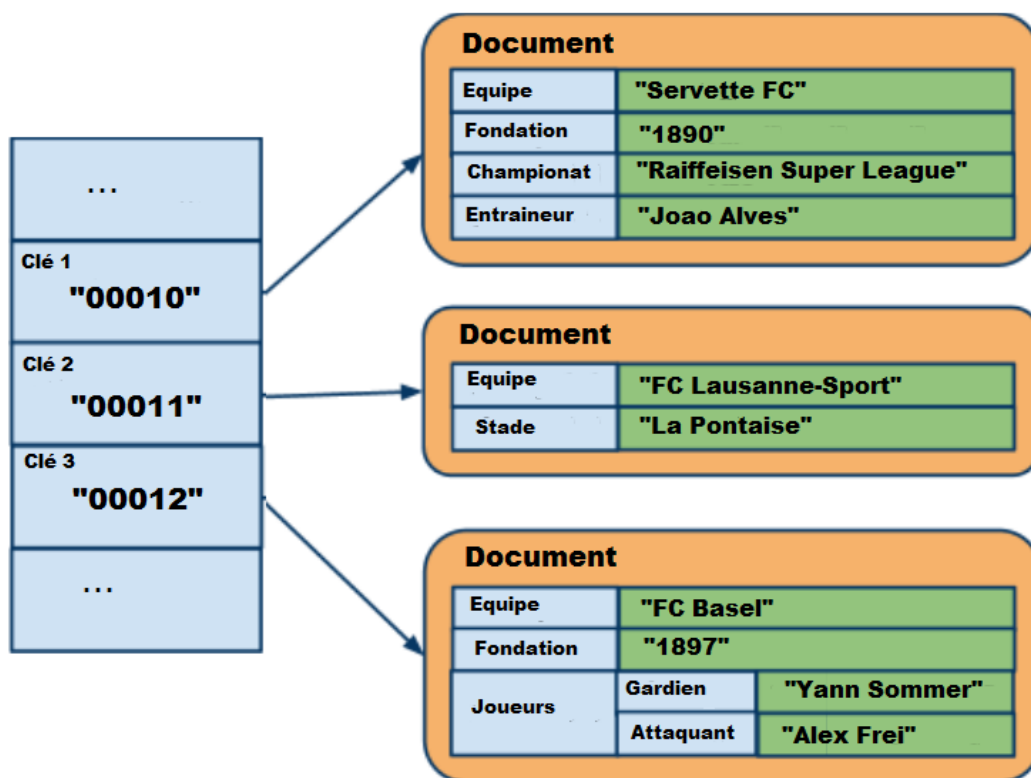 ...
Clé 1
"00010"
Clé 2
"00011"
Clé 3
"00012"
...
Document
Equipe "Servette FC"
Fondation "1890"
Championat "Raiffeisen Super League"
Entraineur "Joao Alves"
Document
Equipe "FC Lausanne-Sport"
Stade "La Pontaise"
Document
Equipe "FC Basel"
Fondation "1897"
Joueurs
Gardien "Yann Sommer"
Attaquant "Alex Frei"